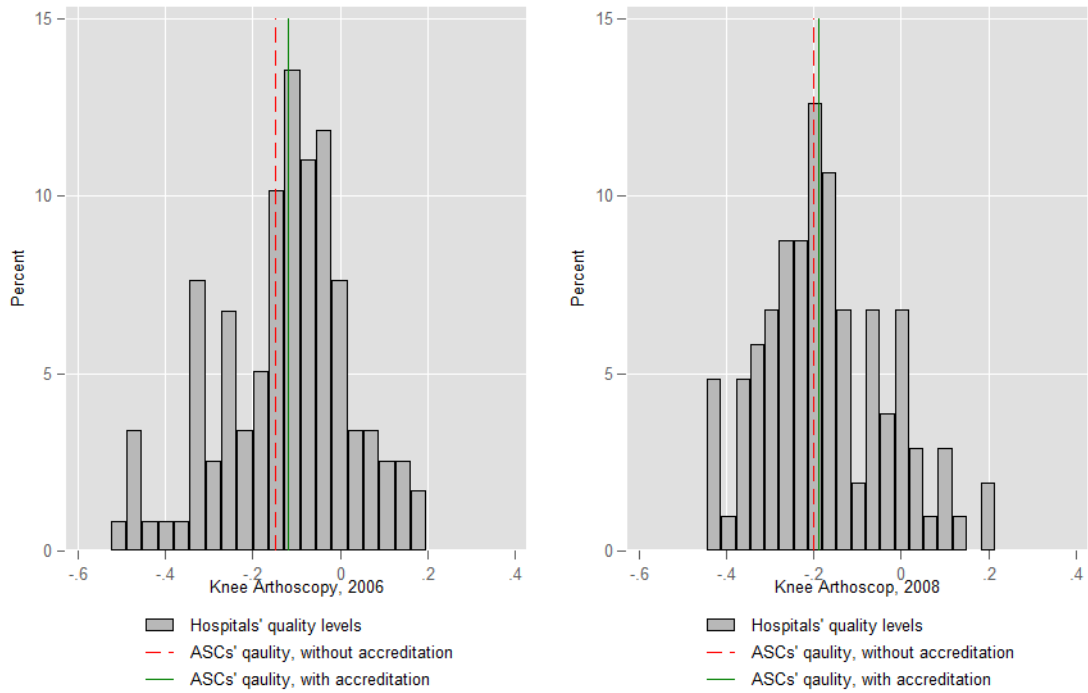 15
10
5
0
Percent
-.6
-.4
-.2
0
.2
.4
Knee Arthoscopy, 2006
Hospitals' quality levels
ASCs' qaulity, without accreditation
ASCs' qaulity, with accreditation
15
10
5
0
Percent
-.6
-.4
-.2
0
.2
.4
Knee Arthoscop, 2008
Hospitals' quality levels
ASCs' qaulity, without accreditation
ASCs' qaulity, with accreditation